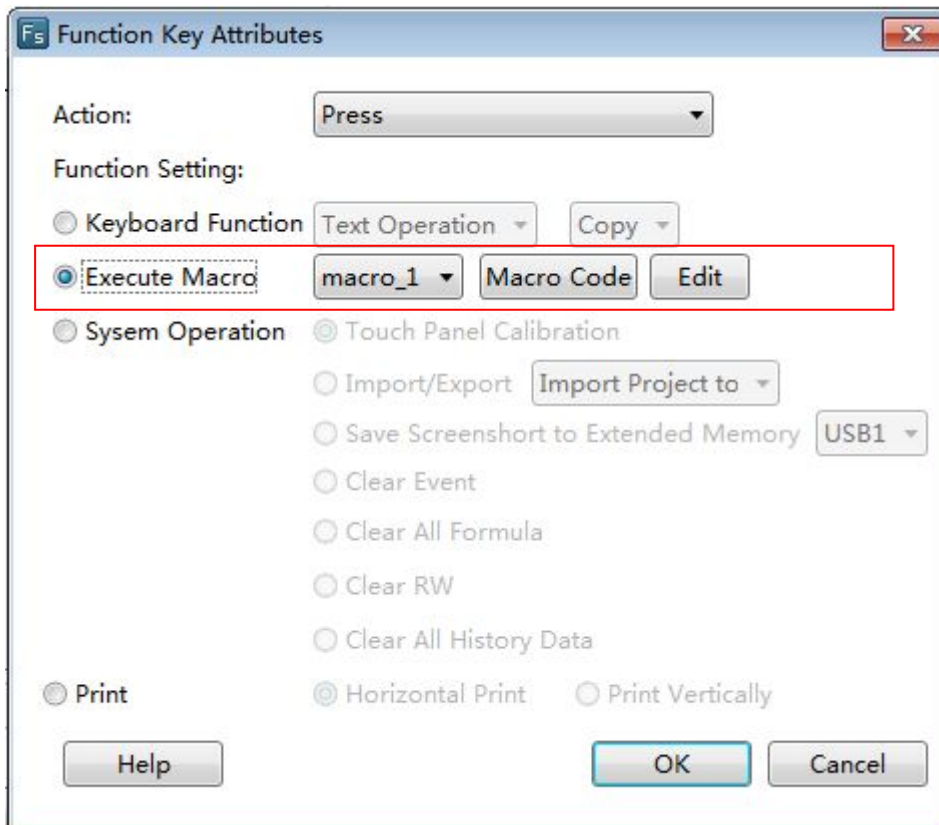 Fs Function Key Attributes
Action: Press
Function Setting:
Keyboard Function Text Operation Copy
Execute Macro macro_1 Macro Code Edit
Sysem Operation Touch Panel Calibration
Import/Export Import Project to
Save Screenshort to Extended Memory USB1
Clear Event
Clear All Formula
Clear RW
Clear All History Data
Print Horizontal Print Print Vertically
Help OK Cancel